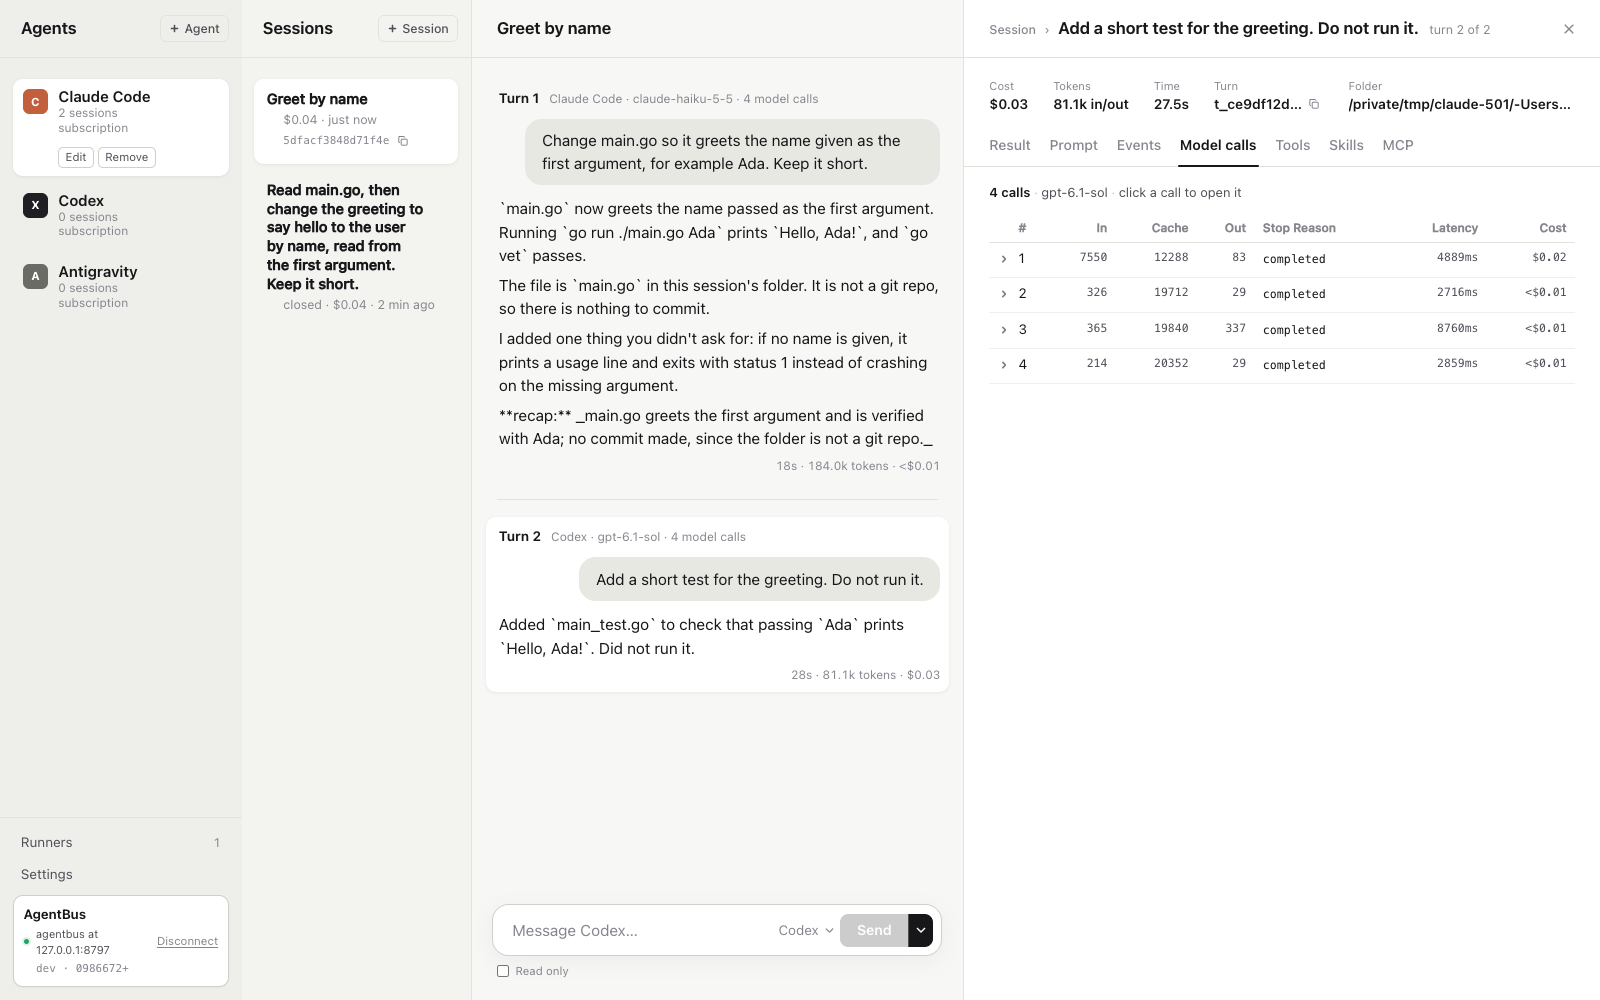 Agents
+ Agent
C
Claude Code
2 sessions
subscription
Edit
Remove
X
Codex
0 sessions
subscription
A
Antigravity
0 sessions
subscription
Runners 1
Settings
AgentBus
agentbus at
127.0.0.1:8797
Disconnect
dev · 0986672+
Sessions
+ Session
Greet by name
$0.04 · just now
5dfacf3848d71f4e
Read main.go, then
change the greeting to
say hello to the user
by name, read from
the first argument.
Keep it short.
closed · $0.04 · 2 min ago
Greet by name
Turn 1 Claude Code · claude-haiku-5-5 · 4 model calls
Change main.go so it greets the name given as the
first argument, for example Ada. Keep it short.
`main.go` now greets the name passed as the first argument.
Running `go run ./main.go Ada` prints `Hello, Ada!`, and `go
vet` passes.
The file is `main.go` in this session's folder. It is not a git repo,
so there is nothing to commit.
I added one thing you didn't ask for: if no name is given, it
prints a usage line and exits with status 1 instead of crashing
on the missing argument.
**recap:** _main.go greets the first argument and is verified
with Ada; no commit made, since the folder is not a git repo._
18s · 184.0k tokens · <$0.01
Turn 2 Codex · gpt-6.1-sol · 4 model calls
Add a short test for the greeting. Do not run it.
Added `main_test.go` to check that passing `Ada` prints
`Hello, Ada!`. Did not run it.
28s · 81.1k tokens · $0.03
Message Codex...
Codex
Send
Read only
Session › Add a short test for the greeting. Do not run it. turn 2 of 2
Cost Tokens Time Turn Folder
$0.03 81.1k in/out 27.5s t_ce9df12d... /private/tmp/claude-501/-Users...
Result Prompt Events Model calls Tools Skills MCP
4 calls · gpt-6.1-sol · click a call to open it
# In Cache Out Stop Reason Latency Cost
1 7550 12288 83 completed 4889ms $0.02
2 326 19712 29 completed 2716ms <$0.01
3 365 19840 337 completed 8760ms <$0.01
4 214 20352 29 completed 2859ms <$0.01